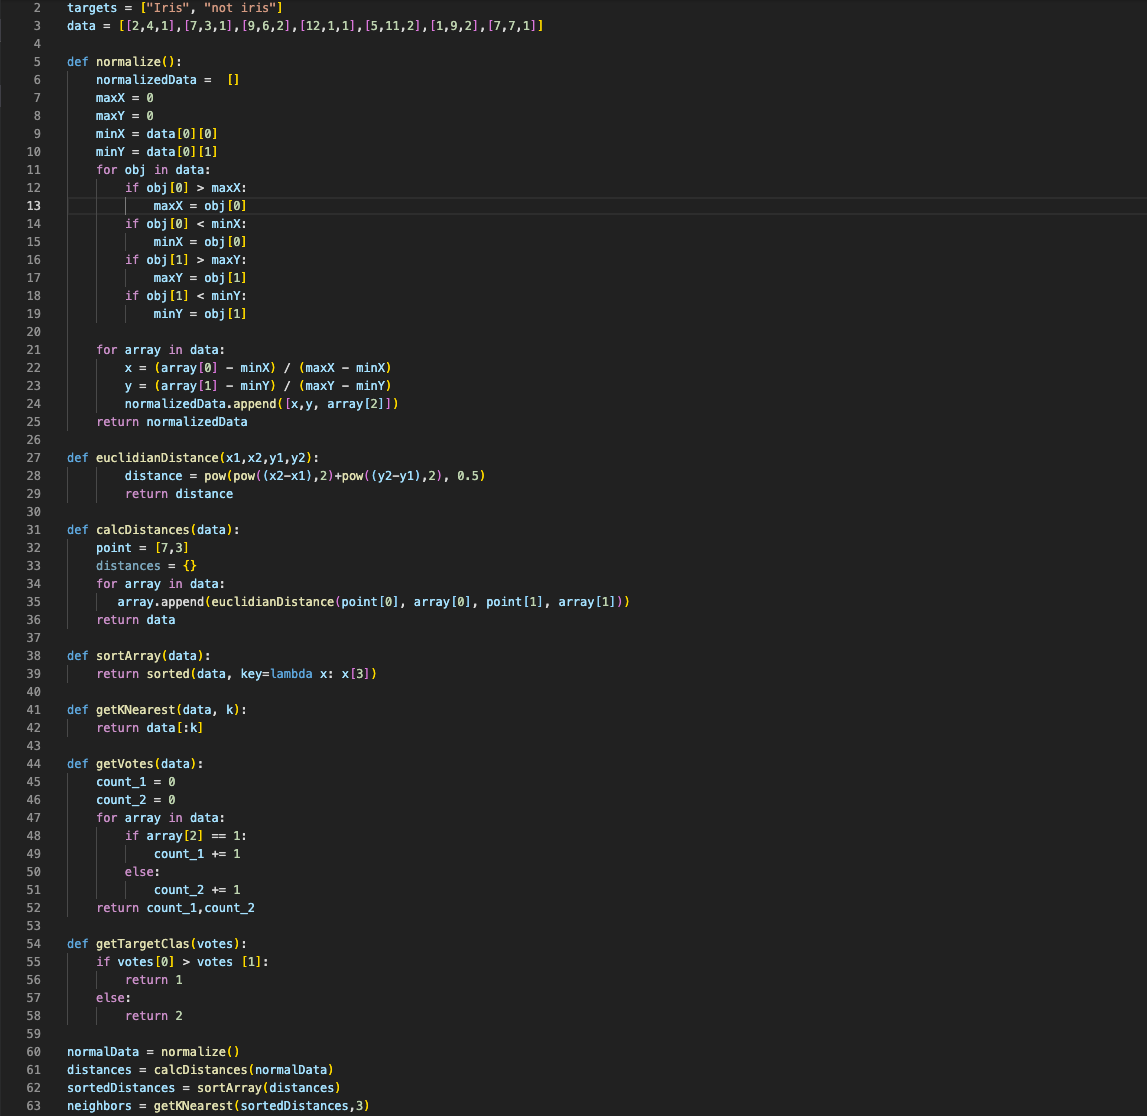 2 targets = ["Iris", "not iris"]
3 data = [[2,4,1],[7,3,1],[9,6,2],[12,1,1],[5,11,2],[1,9,2],[7,7,1]]
4
5 def normalize():
6     normalizedData =  []
7     maxX = 0
8     maxY = 0
9     minX = data[0][0]
10     minY = data[0][1]
11     for obj in data:
12         if obj[0] > maxX:
13             maxX = obj[0]
14         if obj[0] < minX:
15             minX = obj[0]
16         if obj[1] > maxY:
17             maxY = obj[1]
18         if obj[1] < minY:
19             minY = obj[1]
20
21     for array in data:
22         x = (array[0] - minX) / (maxX - minX)
23         y = (array[1] - minY) / (maxY - minY)
24         normalizedData.append([x,y, array[2]])
25     return normalizedData
26
27 def euclidianDistance(x1,x2,y1,y2):
28         distance = pow(pow((x2-x1),2)+pow((y2-y1),2), 0.5)
29         return distance
30
31 def calcDistances(data):
32     point = [7,3]
33     distances = {}
34     for array in data:
35        array.append(euclidianDistance(point[0], array[0], point[1], array[1]))
36     return data
37
38 def sortArray(data):
39     return sorted(data, key=lambda x: x[3])
40
41 def getKNearest(data, k):
42     return data[:k]
43
44 def getVotes(data):
45     count_1 = 0
46     count_2 = 0
47     for array in data:
48         if array[2] == 1:
49             count_1 += 1
50         else:
51             count_2 += 1
52     return count_1,count_2
53
54 def getTargetClas(votes):
55     if votes[0] > votes [1]:
56         return 1
57     else:
58         return 2
59
60 normalData = normalize()
61 distances = calcDistances(normalData)
62 sortedDistances = sortArray(distances)
63 neighbors = getKNearest(sortedDistances,3)